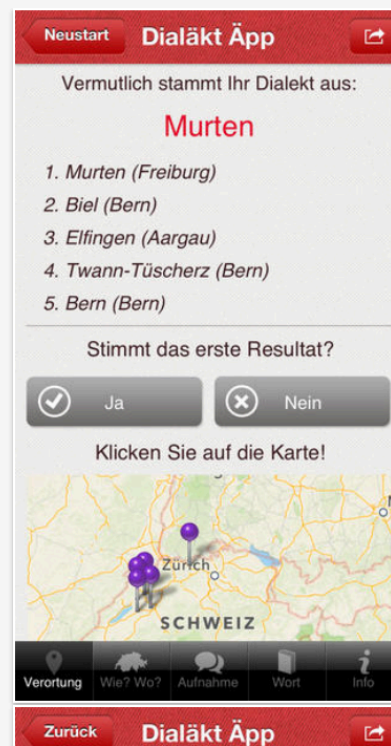 Neustart Dialäkt Äpp
Vermutlich stammt Ihr Dialekt aus:
Murten
1. Murten (Freiburg)
2. Biel (Bern)
3. Elfingen (Aargau)
4. Twann-Tüscherz (Bern)
5. Bern (Bern)
Stimmt das erste Resultat?
Ja Nein
Klicken Sie auf die Karte!
Zürich
SCHWEIZ
Verortung Wie? Wo? Aufnahme Wort Info
Zurück Dialäkt Äpp